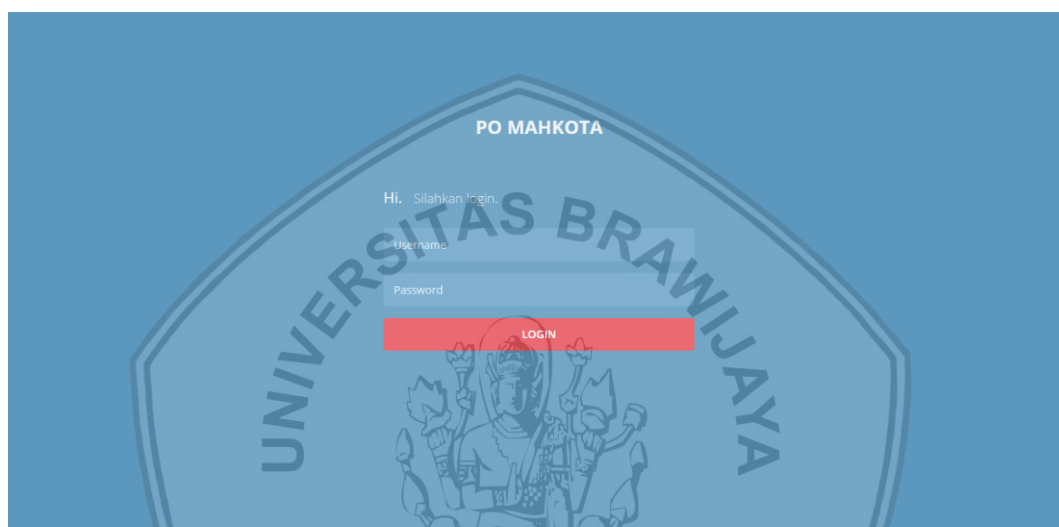 PO MAHKOTA
Hi. Silahkan login.
UNIVERSITAS BRAWIJAYA
Username
Password
LOGIN